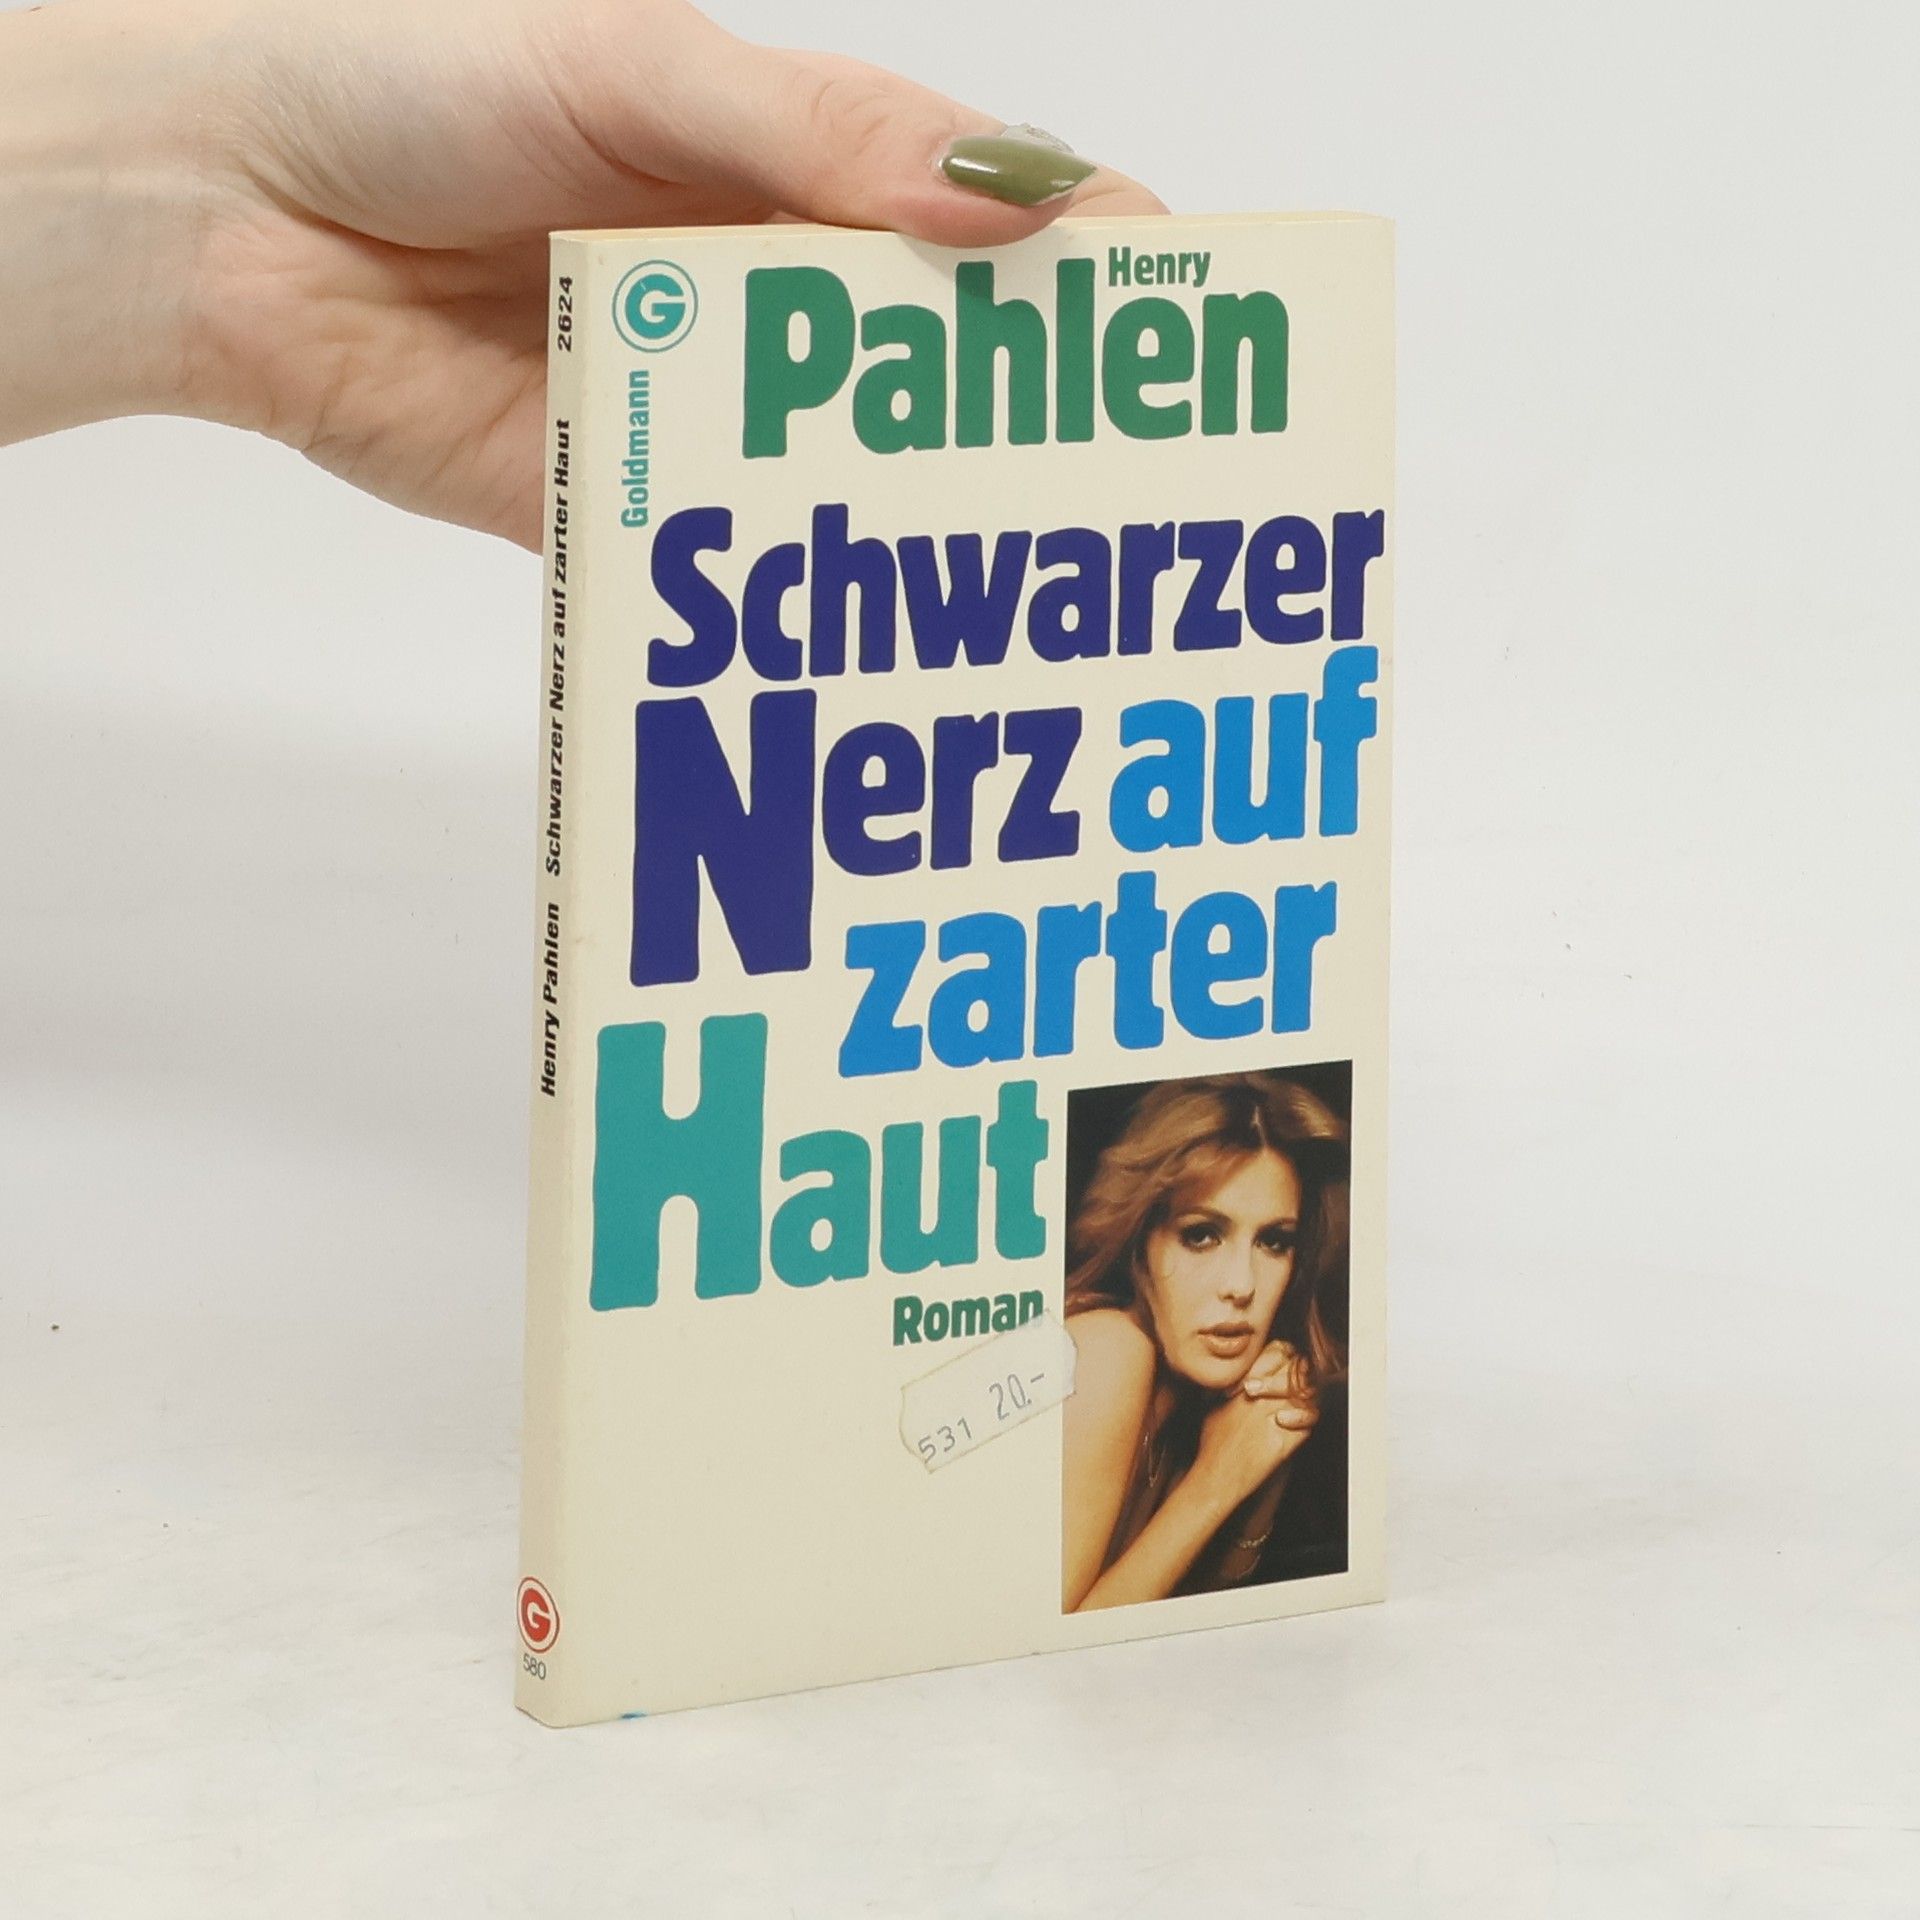 Henry Pahlen Schwarzer Nerz auf zarter Haut 2624
G
580
G
Goldmann
Henry
Pahlen
Schwarzer
Nerz auf
zarter
Haut
Roman
531 20.-